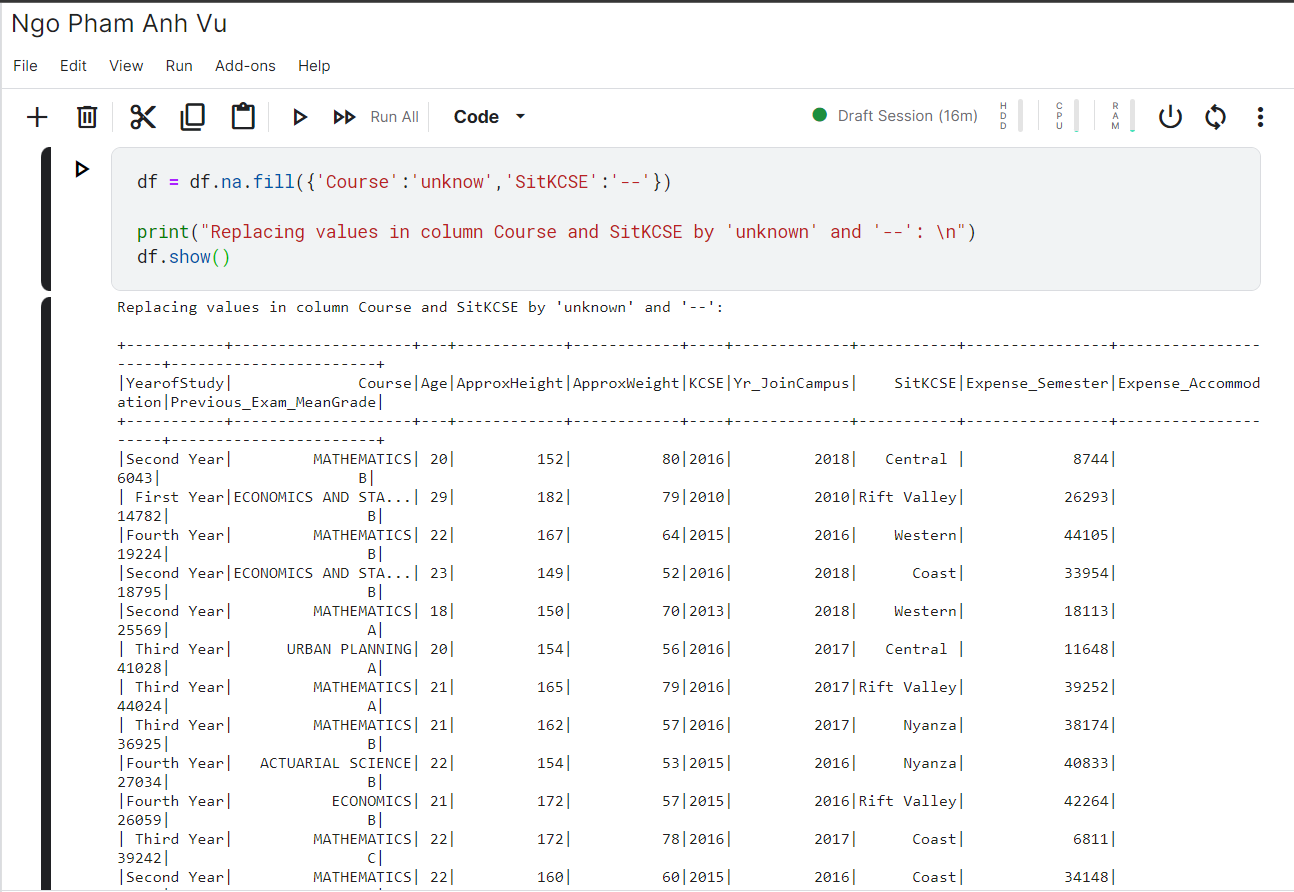 Ngo Pham Anh Vu
File Edit View Run Add-ons Help
Run All Code Draft Session (16m) HDD CPU RAM
df = df.na.fill({'Course':'unknow','SitKCSE':'--'})
print("Replacing values in column Course and SitKCSE by 'unknown' and '--': \n")
df.show()
Replacing values in column Course and SitKCSE by 'unknown' and '--':
+-----------+--------------------+---+------------+------------+----+-------------+-----------+----------------+----------------
-----+-----------------------+
|YearofStudy|              Course|Age|ApproxHeight|ApproxWeight|KCSE|Yr_JoinCampus|    SitKCSE|Expense_Semester|Expense_Accommod
ation|Previous_Exam_MeanGrade|
+-----------+--------------------+---+------------+------------+----+-------------+-----------+----------------+----------------
-----+-----------------------+
|Second Year|         MATHEMATICS| 20|         152|          80|2016|         2018|   Central |            8744|
6043|                      B|
| First Year|ECONOMICS AND STA...| 29|         182|          79|2010|         2010|Rift Valley|           26293|
14782|                      B|
|Fourth Year|         MATHEMATICS| 22|         167|          64|2015|         2016|    Western|           44105|
19224|                      B|
|Second Year|ECONOMICS AND STA...| 23|         149|          52|2016|         2018|      Coast|           33954|
18795|                      B|
|Second Year|         MATHEMATICS| 18|         150|          70|2013|         2018|    Western|           18113|
25569|                      A|
| Third Year|      URBAN PLANNING| 20|         154|          56|2016|         2017|   Central |           11648|
41028|                      A|
| Third Year|         MATHEMATICS| 21|         165|          79|2016|         2017|Rift Valley|           39252|
44024|                      A|
| Third Year|         MATHEMATICS| 21|         162|          57|2016|         2017|     Nyanza|           38174|
36925|                      B|
|Fourth Year|   ACTUARIAL SCIENCE| 22|         154|          53|2015|         2016|     Nyanza|           40833|
27034|                      B|
|Fourth Year|           ECONOMICS| 21|         172|          57|2015|         2016|Rift Valley|           42264|
26059|                      B|
| Third Year|         MATHEMATICS| 22|         172|          78|2016|         2017|      Coast|            6811|
39242|                      C|
|Second Year|         MATHEMATICS| 22|         160|          60|2015|         2016|      Coast|           34148|